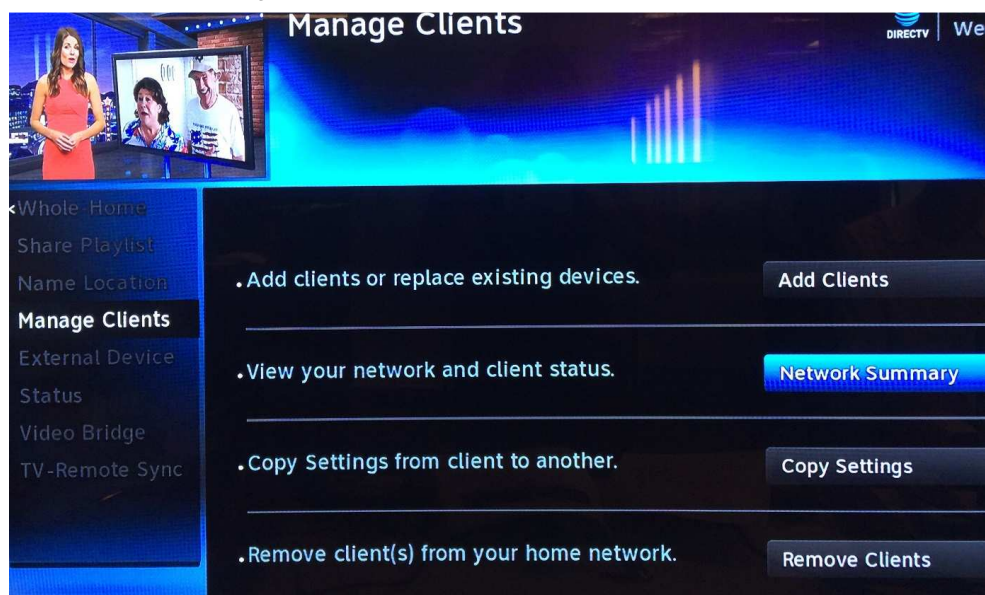 Manage Clients
DIRECTV
We
Whole-Home
Share Playlist
Name Location
Manage Clients
External Device
Status
Video Bridge
TV-Remote Sync
Add clients or replace existing devices.
Add Clients
View your network and client status.
Network Summary
Copy Settings from client to another.
Copy Settings
Remove client(s) from your home network.
Remove Clients